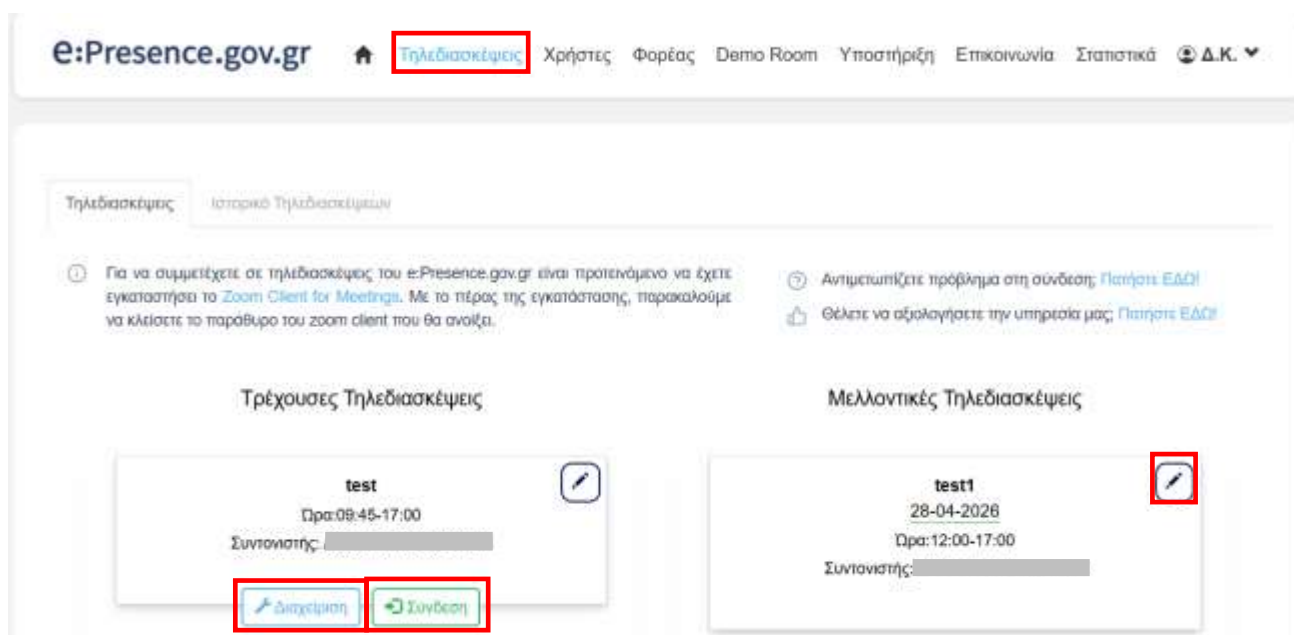 e:Presence.gov.gr Τηλεδιασκέψεις Χρήστες Φορέας Demo Room Υποστήριξη Επικοινωνία Στατιστικά Δ.Κ.
Τηλεδιασκέψεις Ιστορικό Τηλεδιασκέψεων
Για να συμμετέχετε σε τηλεδιασκέψεις του e:Presence.gov.gr είναι προτεινόμενο να έχετε
εγκαταστήσει το Zoom Client for Meetings. Με το πέρας της εγκατάστασης, παρακαλούμε
να κλείσετε το παράθυρο του zoom client που θα ανοίξει.
Αντιμετωπίζετε πρόβλημα στη σύνδεση; Πατήστε ΕΔΩ!
Θέλετε να αξιολογήσετε την υπηρεσία μας; Πατήστε ΕΔΩ!
Τρέχουσες Τηλεδιασκέψεις
test
Ώρα:09:45-17:00
Συντονιστής:
Διαχείριση Σύνδεση
Μελλοντικές Τηλεδιασκέψεις
test1
28-04-2026
Ώρα:12:00-17:00
Συντονιστής: